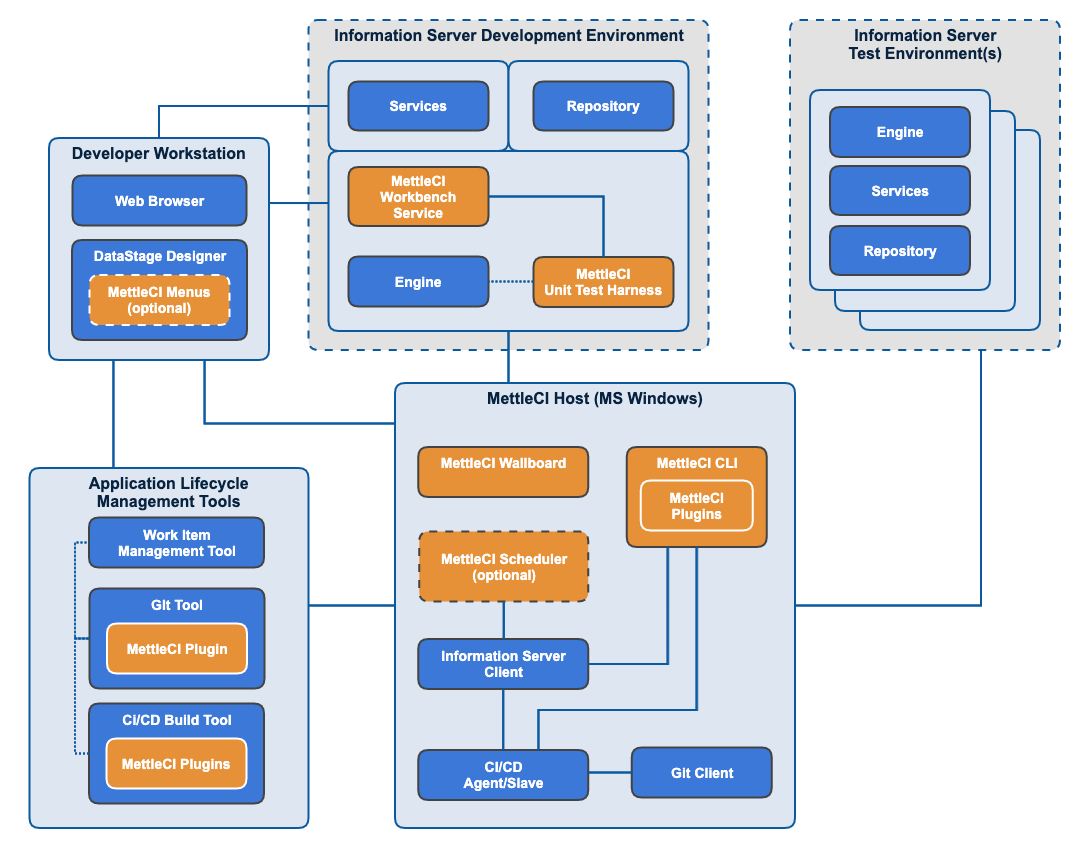 Information Server Development Environment
Services
Repository
MettleCI
Workbench
Service
Engine
MettleCI
Unit Test Harness
Information Server
Test Environment(s)
Engine
Services
Repository
Developer Workstation
Web Browser
DataStage Designer
MettleCI Menus
(optional)
MettleCI Host (MS Windows)
MettleCI Wallboard
MettleCI CLI
MettleCI
Plugins
MettleCI Scheduler
(optional)
Information Server
Client
CI/CD
Agent/Slave
Git Client
Application Lifecycle
Management Tools
Work Item
Management Tool
Git Tool
MettleCI Plugin
CI/CD Build Tool
MettleCI Plugins